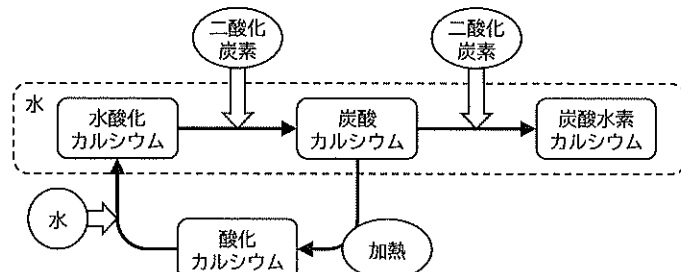 二酸化
炭素
二酸化
炭素
水
水酸化
カルシウム
炭酸
カルシウム
炭酸水素
カルシウム
水
酸化
カルシウム
加熱